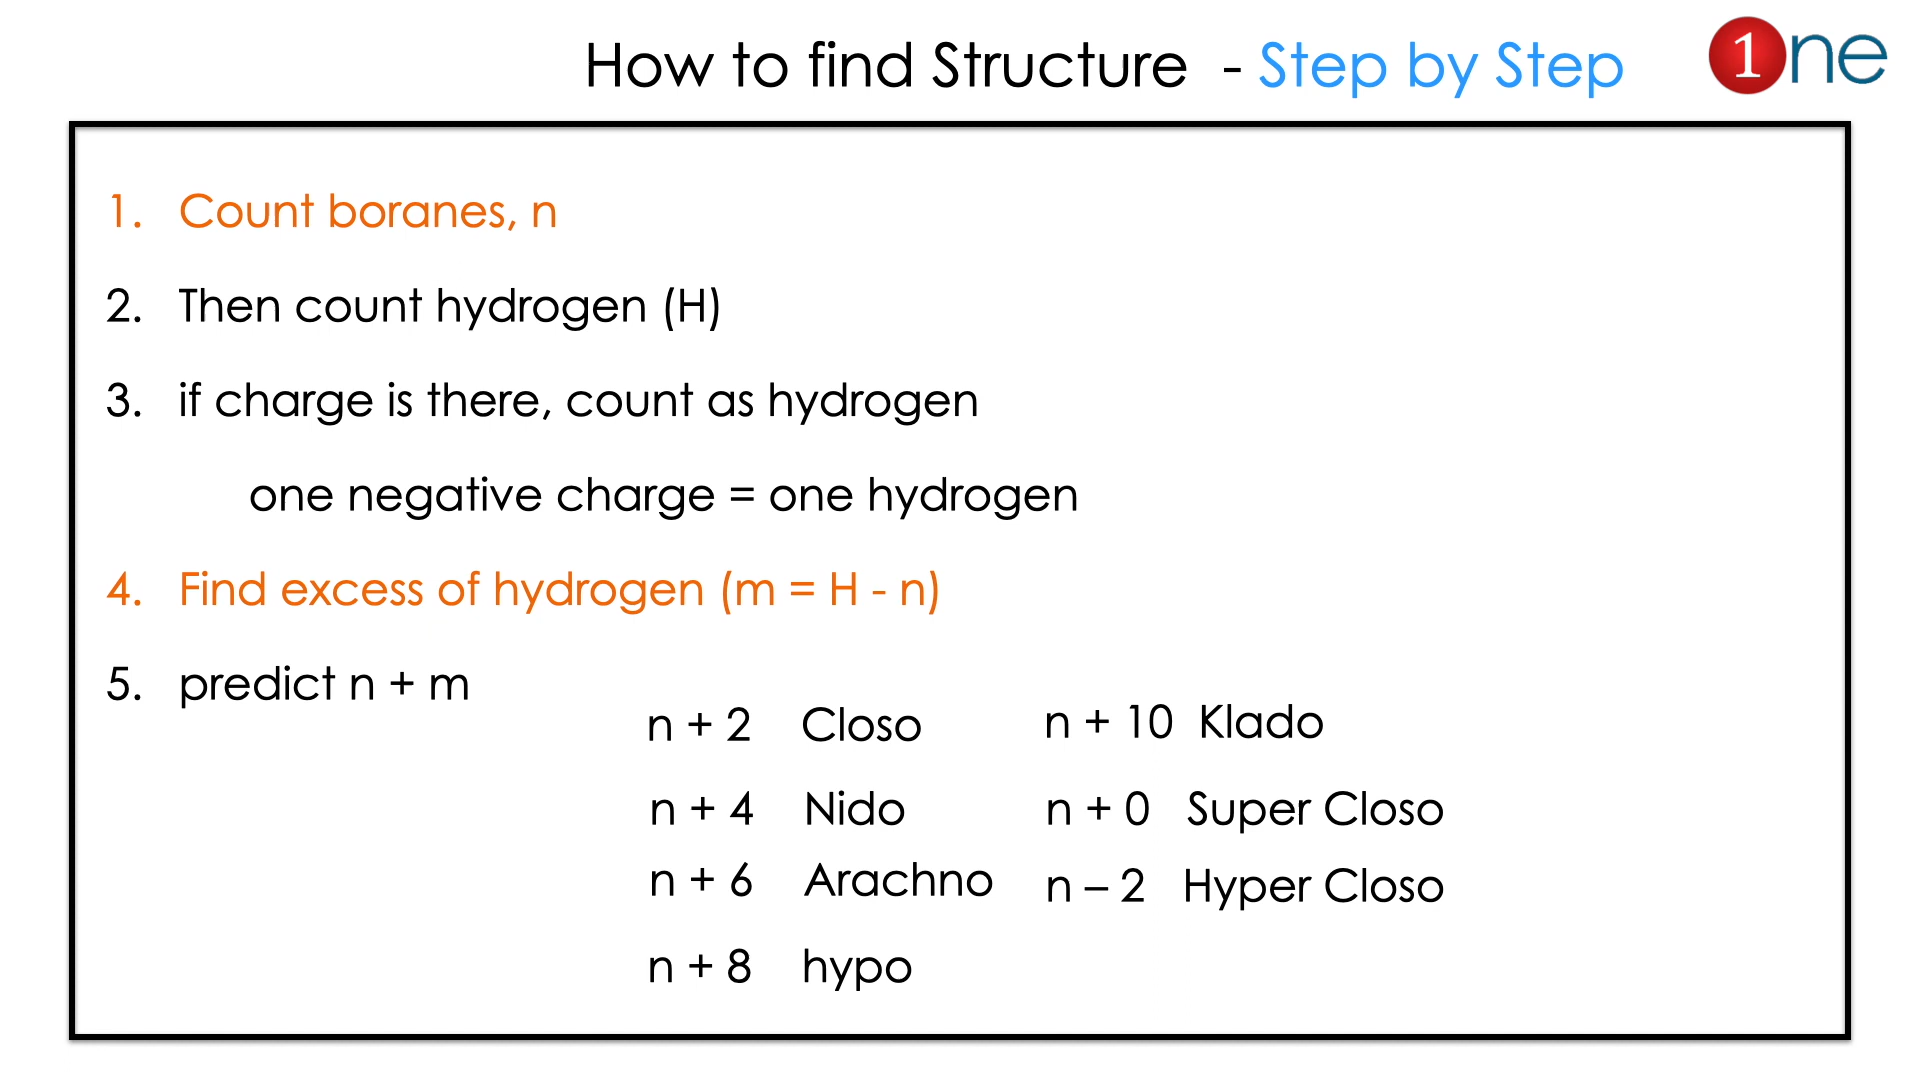 How to find Structure - Step by Step
1ne
1. Count boranes, n
2. Then count hydrogen (H)
3. if charge is there, count as hydrogen
one negative charge = one hydrogen
4. Find excess of hydrogen (m = H - n)
5. predict n + m
n + 2 Closo
n + 4 Nido
n + 6 Arachno
n + 8 hypo
n + 10 Klado
n + 0 Super Closo
n – 2 Hyper Closo